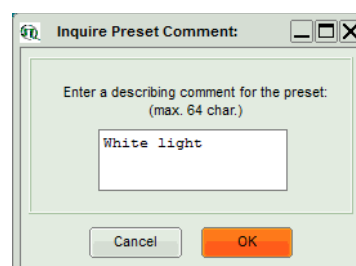 Inquire Preset Comment:
Enter a describing comment for the preset:
(max. 64 char.)
White light
Cancel
OK